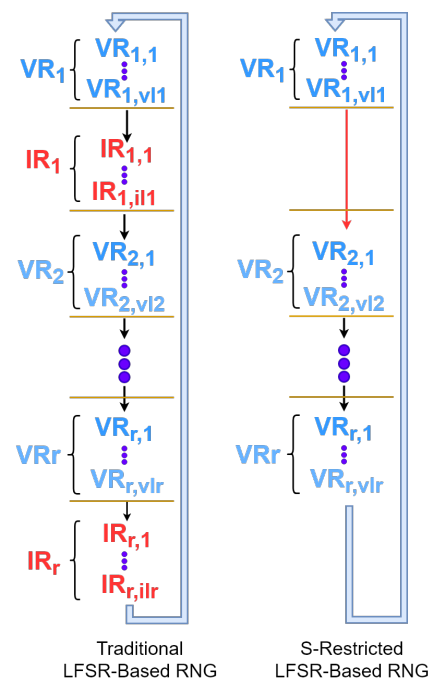 VR1,1
VR1
VR1,vl1
IR1,1
IR1
IR1,il1
VR2,1
VR2
VR2,vl2
VRr,1
VRr
VRr,vlr
IRr,1
IRr
IRr,ilr
Traditional
LFSR-Based RNG
VR1,1
VR1
VR1,vl1
VR2,1
VR2
VR2,vl2
VRr,1
VRr
VRr,vlr
S-Restricted
LFSR-Based RNG